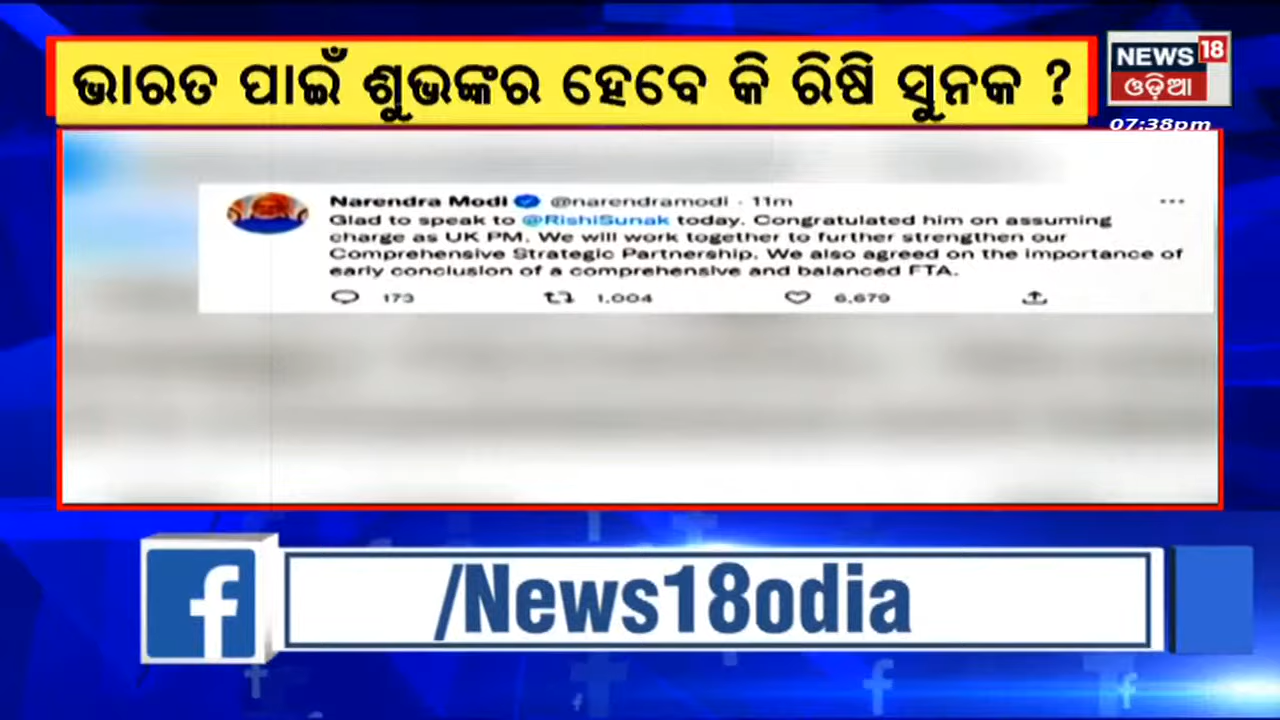 ଭାରତ ପାଇଁ ଶୁଭଙ୍କର ହେବେ କି ରିଷି ସୁନକ ?
NEWS 18
ଓଡ଼ିଆ
07:38pm
Narendra Modi @narendramodi · 11m
Glad to speak to @RishiSunak today. Congratulated him on assuming
charge as UK PM. We will work together to further strengthen our
Comprehensive Strategic Partnership. We also agreed on the importance of
early conclusion of a comprehensive and balanced FTA.
173 1,004 6,679
/News18odia